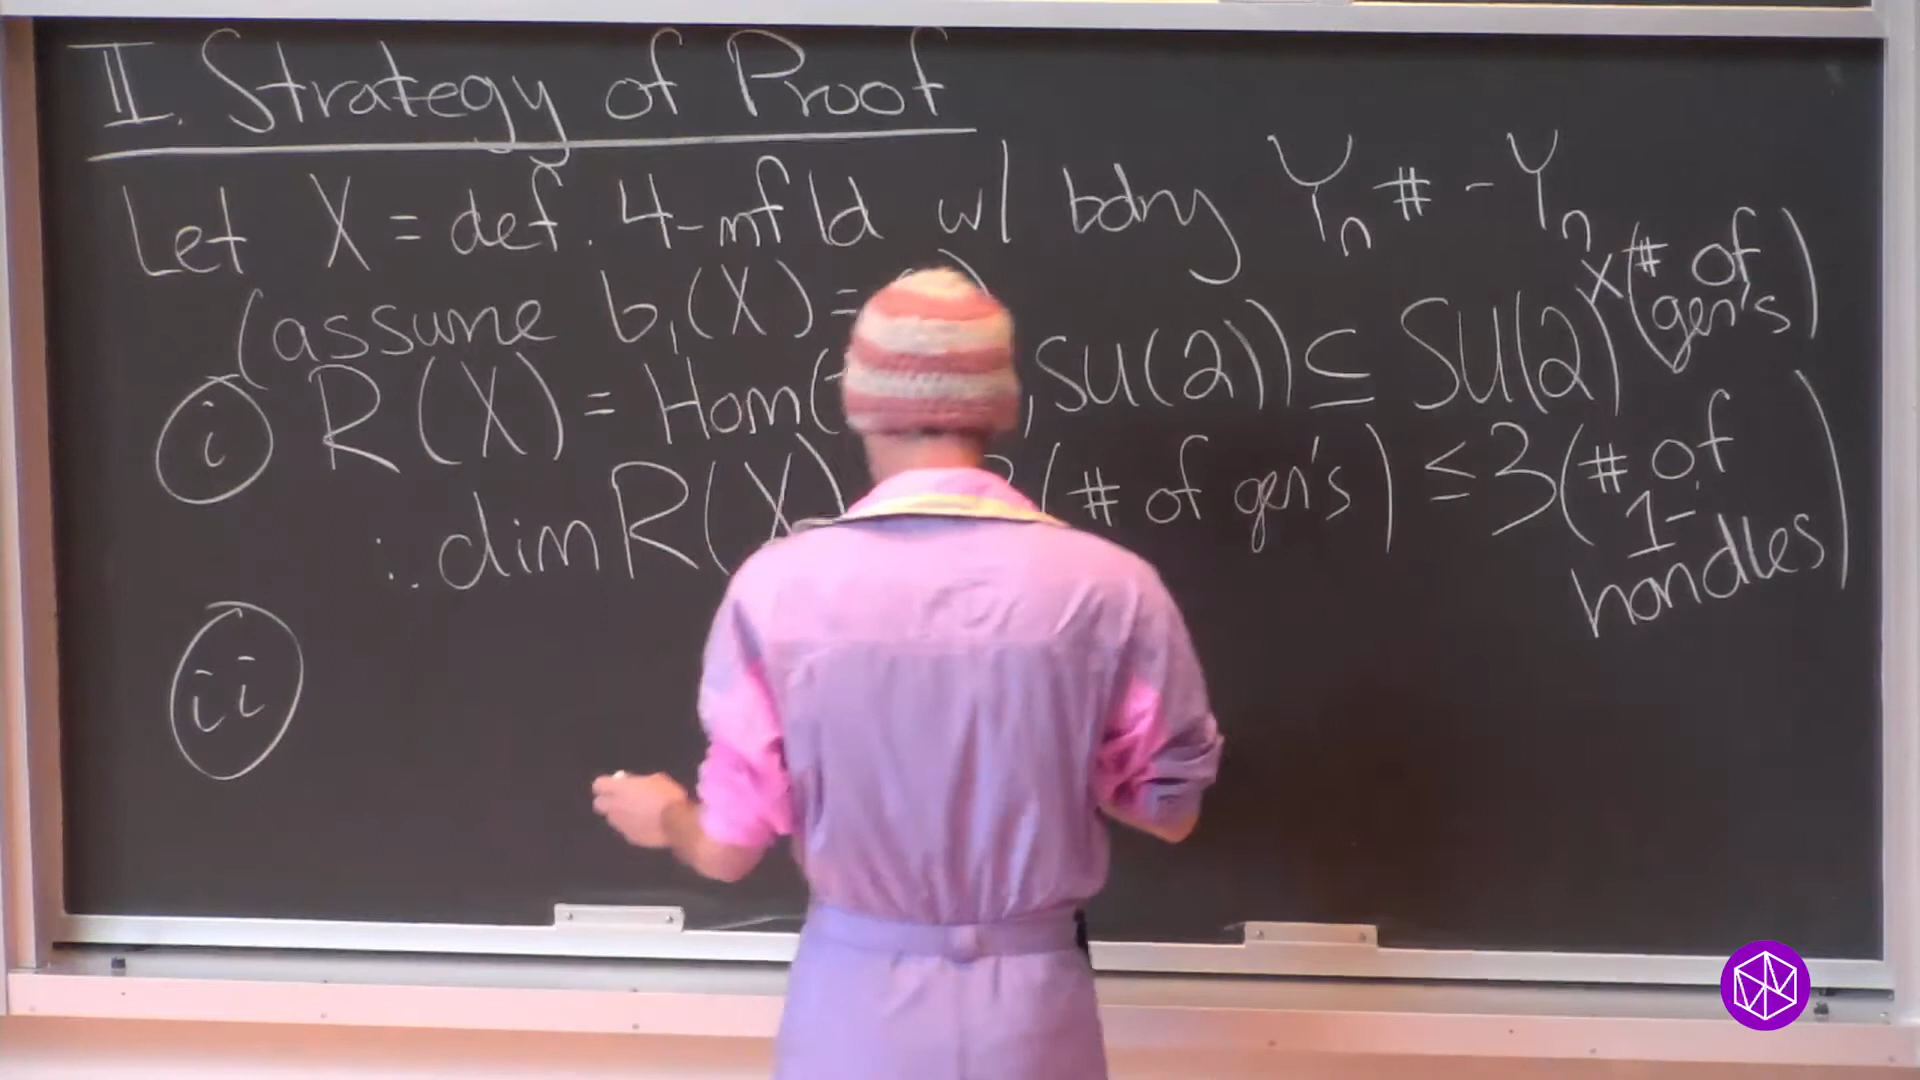 II. Strategy of Proof
Let X = def. 4-mfld w/ bdry Yn # -Yn
(assume b₁(X) =
(i) R(X) = Hom( , SU(2)) ⊆ SU(2)^x(# of gen's)
∴ dim R(X) (# of gen's) ≤ 3(# of 1-handles)
(ii)